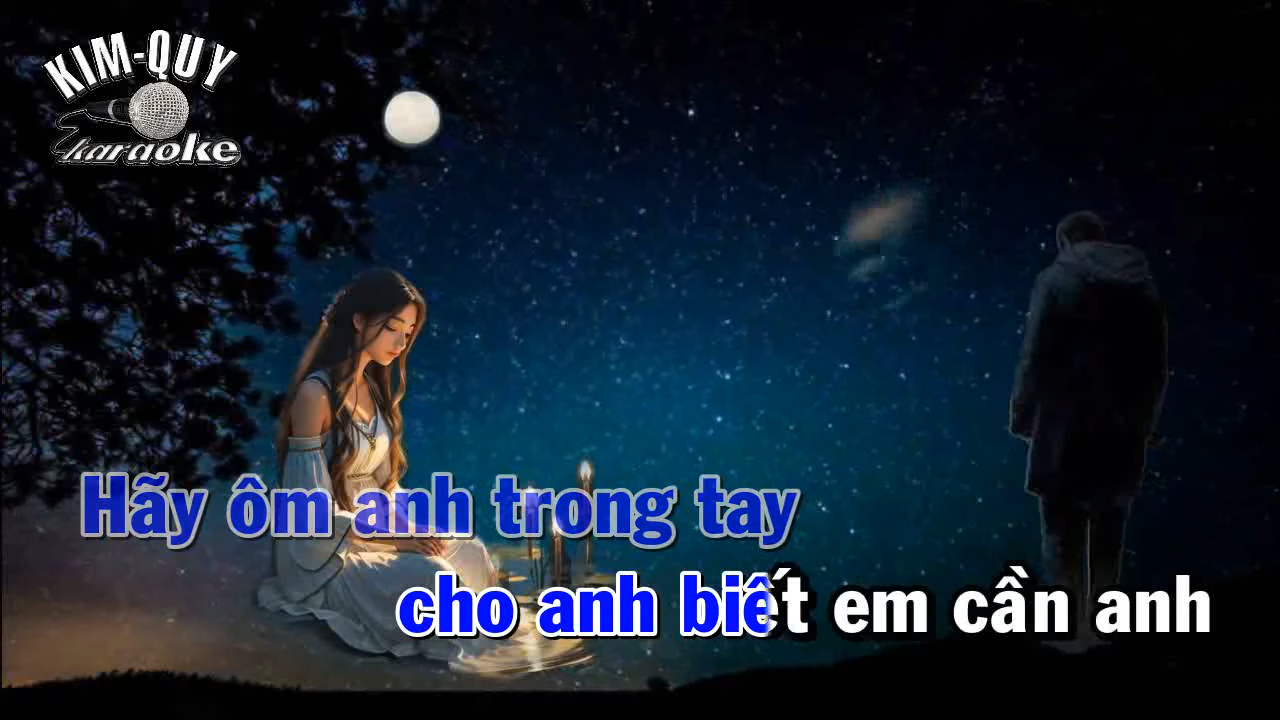 KIM-QUY
karaoke
Hãy ôm anh trong tay
cho anh biết em cần anh